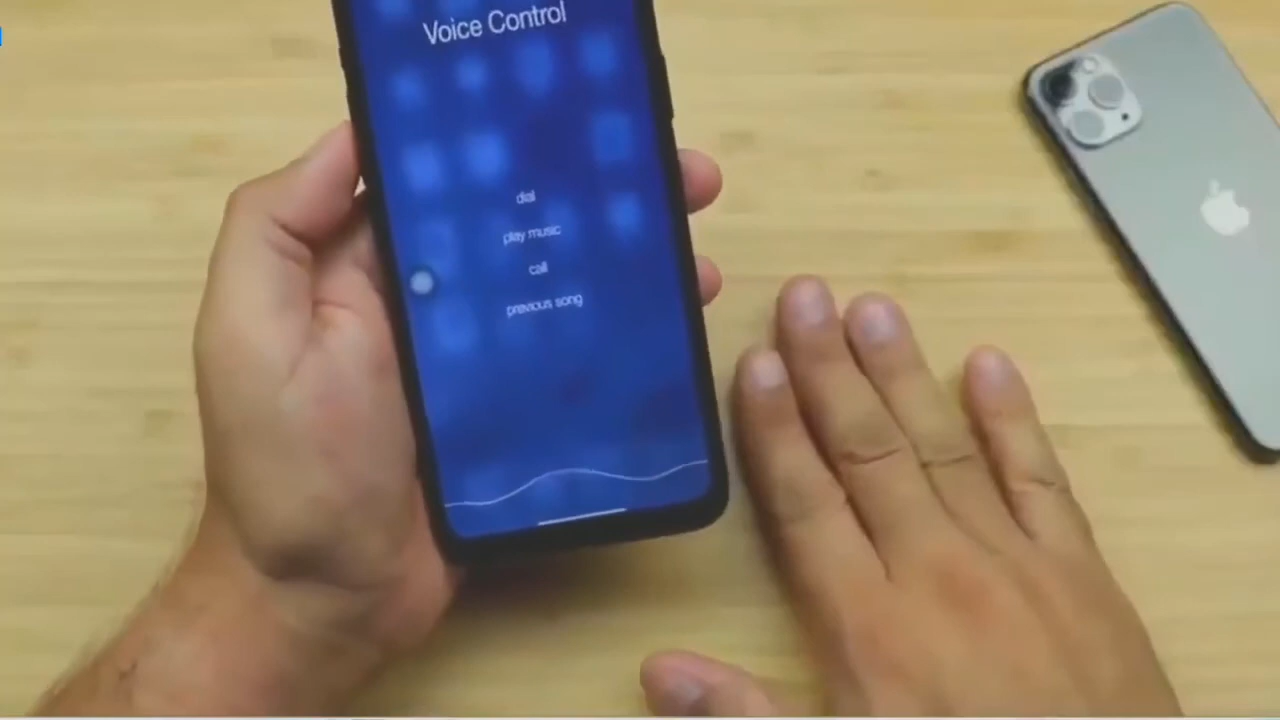 Voice Control
dial
play music
call
previous song